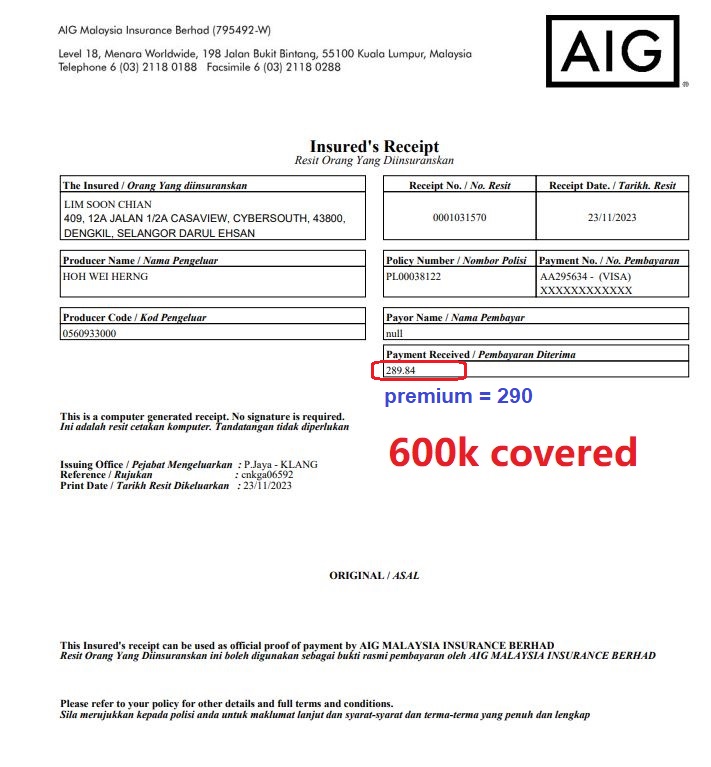 AIG Malaysia Insurance Berhad (795492-W)
Level 18, Menara Worldwide, 198 Jalan Bukit Bintang, 55100 Kuala Lumpur, Malaysia
Telephone 6 (03) 2118 0188   Facsimile 6 (03) 2118 0288
AIG
®
Insured's Receipt
Resit Orang Yang Diinsuranskan
The Insured / Orang Yang diinsuranskan
LIM SOON CHIAN
409, 12A JALAN 1/2A CASAVIEW, CYBERSOUTH, 43800,
DENGKIL, SELANGOR DARUL EHSAN
Receipt No. / No. Resit
Receipt Date. / Tarikh. Resit
0001031570
23/11/2023
Producer Name / Nama Pengeluar
HOH WEI HERNG
Policy Number / Nombor Polisi
Payment No. / No. Pembayaran
PL00038122
AA295634 - (VISA)
XXXXXXXXXXXX
Producer Code / Kod Pengeluar
0560933000
Payor Name / Nama Pembayar
null
Payment Received / Pembayaran Diterima
289.84
premium = 290
600k covered
This is a computer generated receipt. No signature is required.
Ini adalah resit cetakan komputer. Tandatangan tidak diperlukan
Issuing Office / Pejabat Mengeluarkan : P.Jaya - KLANG
Reference / Rujukan : cnkga06592
Print Date / Tarikh Resit Dikeluarkan : 23/11/2023
ORIGINAL / ASAL
This Insured's receipt can be used as official proof of payment by AIG MALAYSIA INSURANCE BERHAD
Resit Orang Yang Diinsuranskan ini boleh digunakan sebagai bukti rasmi pembayaran oleh AIG MALAYSIA INSURANCE BERHAD
Please refer to your policy for other details and full terms and conditions.
Sila merujukkan kepada polisi anda untuk maklumat lanjut dan syarat-syarat dan terma-terma yang penuh dan lengkap